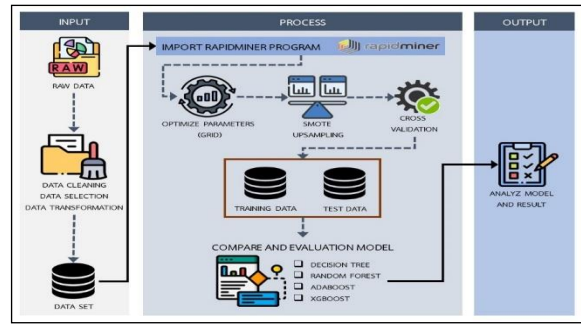 INPUT
RAW
RAW DATA
DATA CLEANING
DATA SELECTION
DATA TRANSFORMATION
DATA SET
PROCESS
IMPORT RAPIDMINER PROGRAM
rapidminer
OPTIMIZE PARAMETERS
(GRID)
SMOTE
UPSAMPLING
CROSS
VALIDATION
TRAINING DATA
TEST DATA
COMPARE AND EVALUATION MODEL
DECISION TREE
RANDOM FOREST
ADABOOST
XGBOOST
OUTPUT
ANALYZ MODEL
AND RESULT